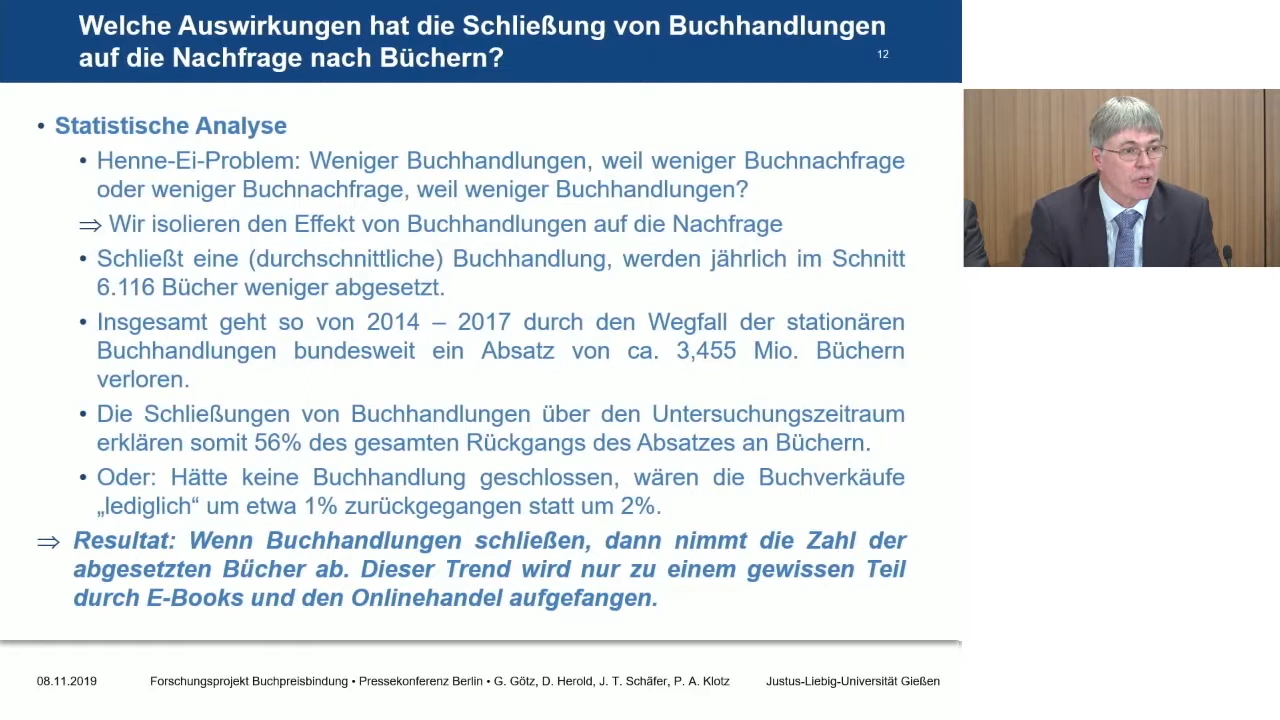 Welche Auswirkungen hat die Schließung von Buchhandlungen
auf die Nachfrage nach Büchern?
12
• Statistische Analyse
• Henne-Ei-Problem: Weniger Buchhandlungen, weil weniger Buchnachfrage
oder weniger Buchnachfrage, weil weniger Buchhandlungen?
⇒ Wir isolieren den Effekt von Buchhandlungen auf die Nachfrage
• Schließt eine (durchschnittliche) Buchhandlung, werden jährlich im Schnitt
6.116 Bücher weniger abgesetzt.
• Insgesamt geht so von 2014 – 2017 durch den Wegfall der stationären
Buchhandlungen bundesweit ein Absatz von ca. 3,455 Mio. Büchern
verloren.
• Die Schließungen von Buchhandlungen über den Untersuchungszeitraum
erklären somit 56% des gesamten Rückgangs des Absatzes an Büchern.
• Oder: Hätte keine Buchhandlung geschlossen, wären die Buchverkäufe
„lediglich“ um etwa 1% zurückgegangen statt um 2%.
⇒ Resultat: Wenn Buchhandlungen schließen, dann nimmt die Zahl der
abgesetzten Bücher ab. Dieser Trend wird nur zu einem gewissen Teil
durch E-Books und den Onlinehandel aufgefangen.
08.11.2019 Forschungsprojekt Buchpreisbindung • Pressekonferenz Berlin • G. Götz, D. Herold, J. T. Schäfer, P. A. Klotz Justus-Liebig-Universität Gießen